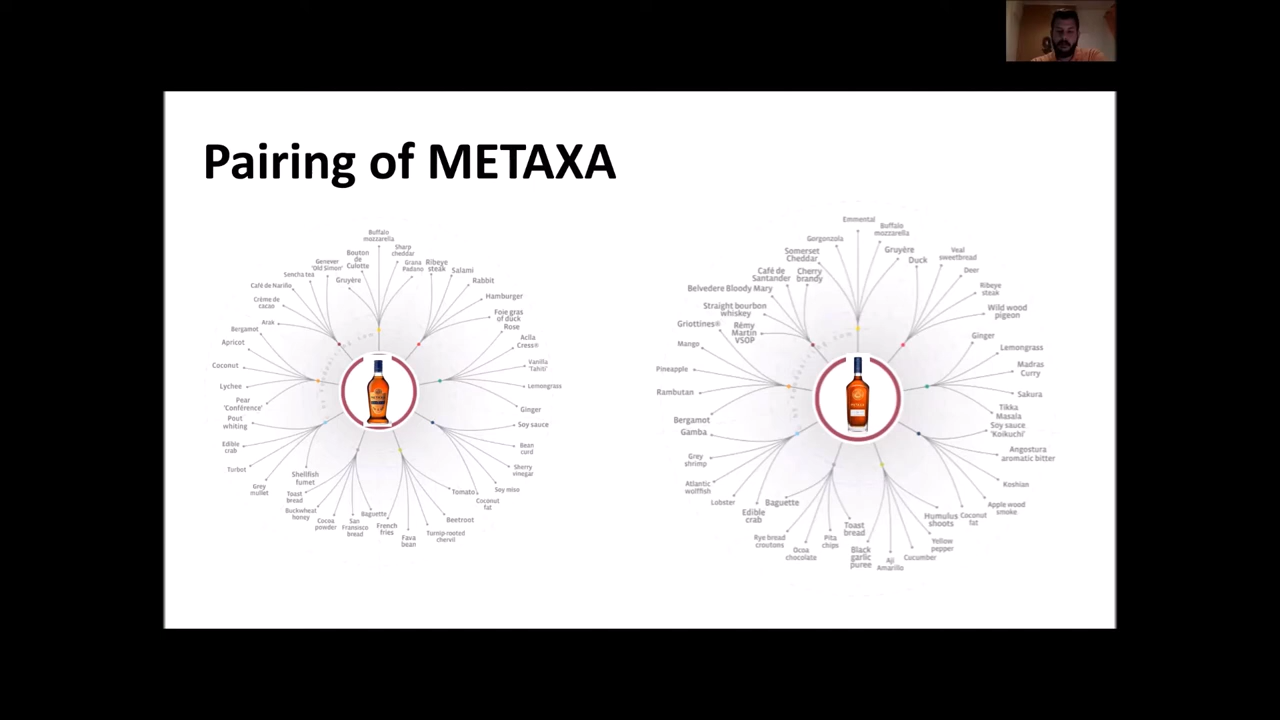 Pairing of METAXA
Buffalo
mozzarella
Sharp
cheddar
Grana
Padano
Bouton
de
Culotte
Gruyère
Ribeye
steak
Salami
Rabbit
Hamburger
Foie gras
of duck
Rose
Aclla
Cress®
Vanilla
'Tahiti'
Lemongrass
Ginger
Soy sauce
Bean
curd
Sherry
vinegar
Soy miso
Coconut
fat
Tomato
Beetroot
Turnip-rooted
chervil
Fava
bean
French
fries
Baguette
San
Fransisco
bread
Cocoa
powder
Buckwheat
honey
Toast
bread
Shellfish
fumet
Grey
mullet
Turbot
Edible
crab
Pout
whiting
Pear
'Conférence'
Lychee
Coconut
Apricot
Bergamot
Arak
Crème de
cacao
Café de Nariño
Sencha tea
Genever
'Old Simon'
METAXA
Emmental
Buffalo
mozzarella
Gruyère
Gorgonzola
Somerset
Cheddar
Duck
Veal
sweetbread
Deer
Ribeye
steak
Wild wood
pigeon
Ginger
Lemongrass
Madras
Curry
Sakura
Tikka
Masala
Soy sauce
'Koikuchi'
Angostura
aromatic bitter
Koshian
Apple wood
smoke
Coconut
fat
Humulus
shoots
Yellow
pepper
Cucumber
Aji
Amarillo
Black
garlic
puree
Toast
bread
Pita
chips
Ocoa
chocolate
Rye bread
croutons
Baguette
Edible
crab
Lobster
Atlantic
wolffish
Grey
shrimp
Gamba
Bergamot
Rambutan
Pineapple
Mango
Griottines®
Rémy
Martin
VSOP
Straight bourbon
whiskey
Belvedere Bloody Mary
Café de
Santander
Cherry
brandy
METAXA